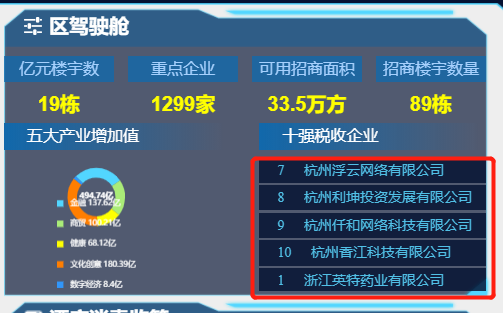 区驾驶舱
亿元楼宇数 重点企业 可用招商面积 招商楼宇数量
19栋 1299家 33.5万方 89栋
五大产业增加值 十强税收企业
494.74亿
金融 137.62亿
商贸 100.21亿
健康 68.12亿
文化创意 180.39亿
数字经济 8.4亿
7 杭州浮云网络有限公司
8 杭州利坤投资发展有限公司
9 杭州仟和网络科技有限公司
10 杭州香江科技有限公司
1 浙江英特药业有限公司